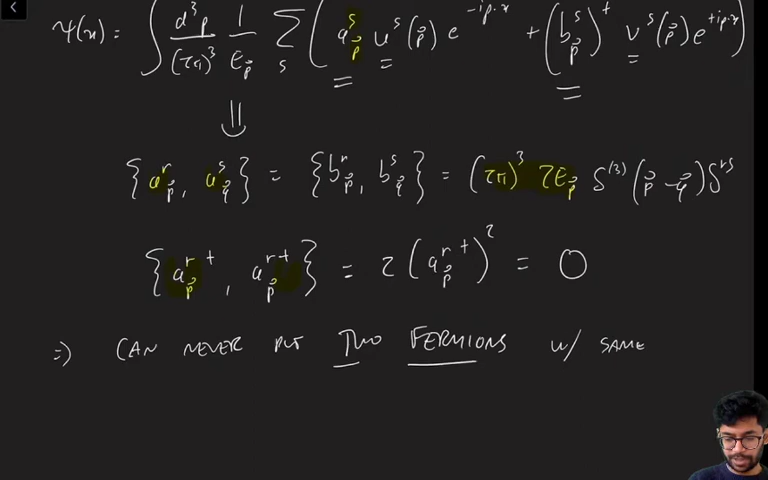 Ψ(x) = ∫ d³p/(2π)³ 1/E_p⃗ Σ_s ( a^s_p⃗ u^s(p⃗) e^{-ip·x} + (b^s_p⃗)† v^s(p⃗) e^{+ip·x} )
⇓
{a^r_p⃗, a^s_q⃗} = {b^r_p⃗, b^s_q⃗} = (2π)³ 2E_p⃗ δ^{(3)}(p⃗ - q⃗) δ^{rs}
{a^{r†}_p⃗, a^{r†}_p⃗} = 2(a^{r†}_p⃗)² = 0
=> CAN NEVER PUT TWO FERMIONS W/ SAME